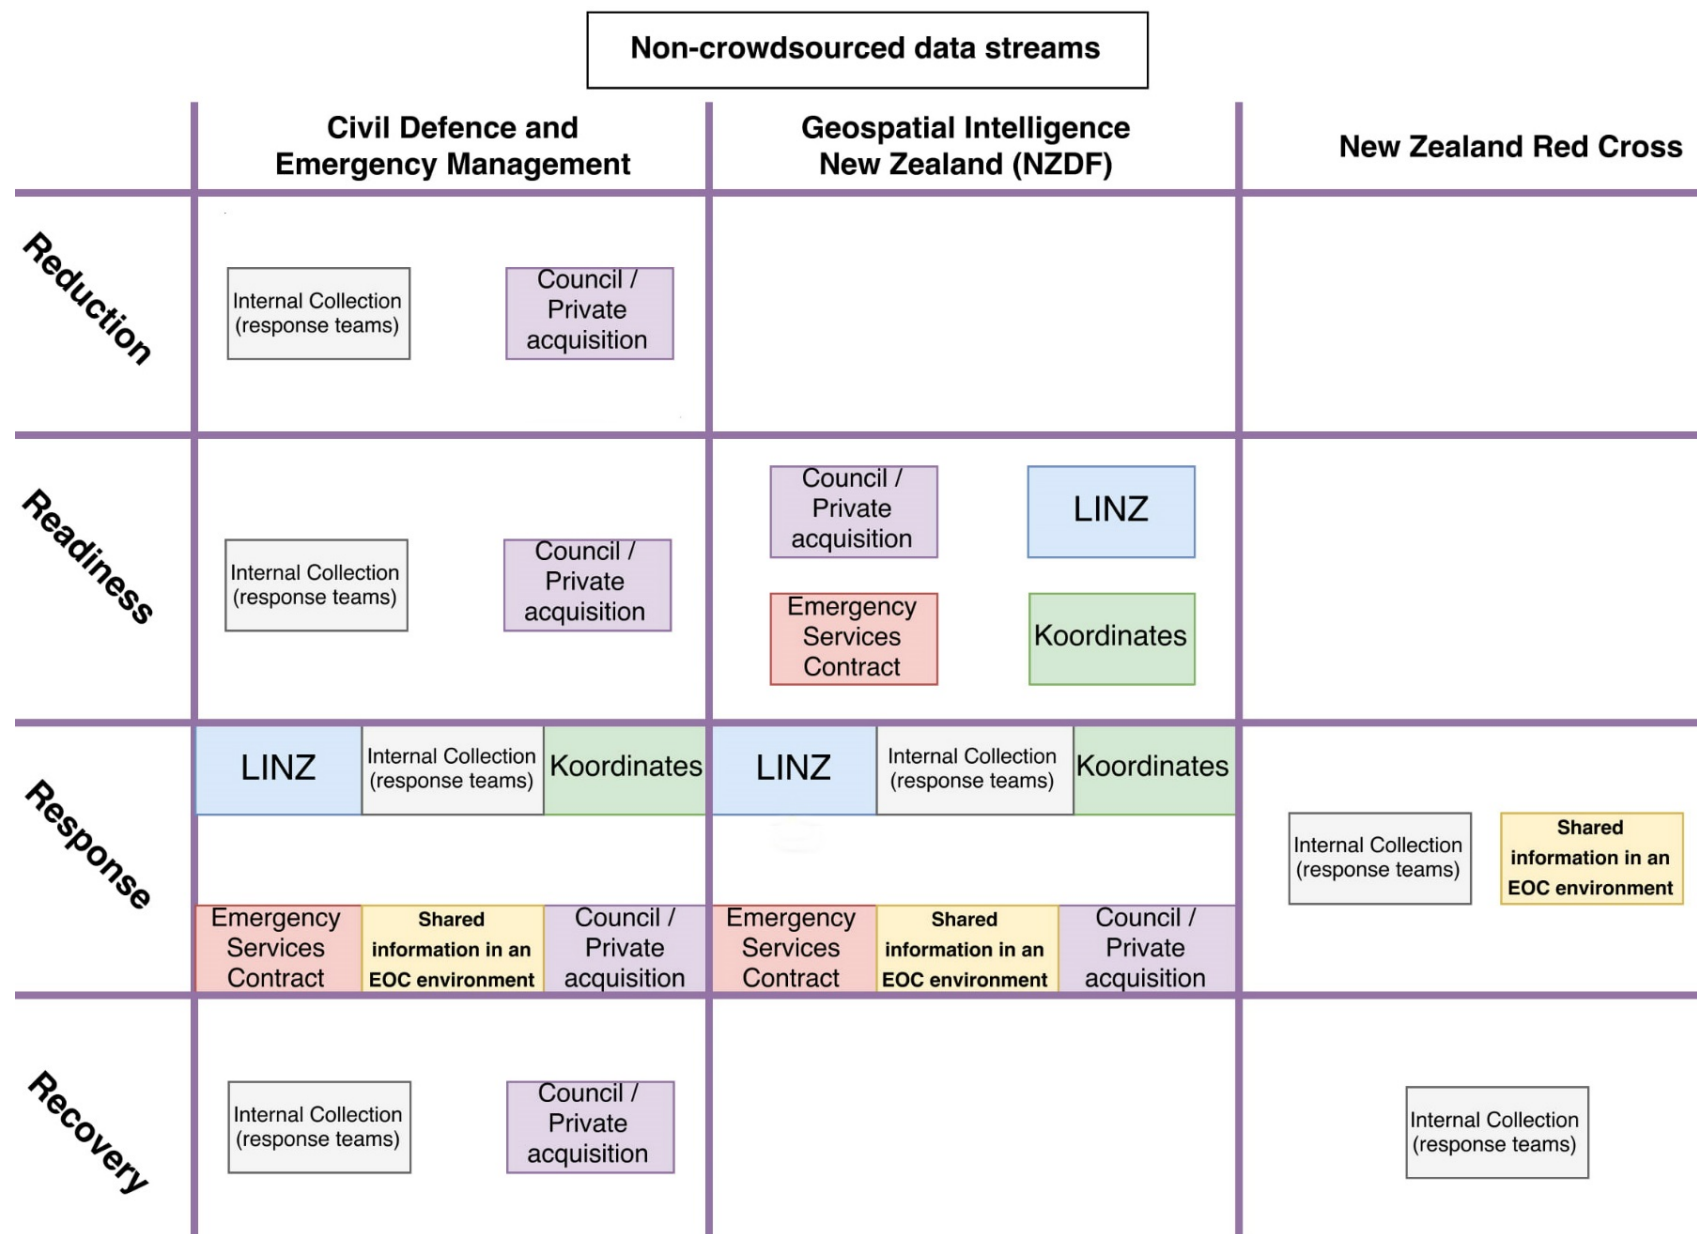 Non-crowdsourced data streams
Civil Defence and
Emergency Management
Geospatial Intelligence
New Zealand (NZDF)
New Zealand Red Cross
Reduction
Internal Collection
(response teams)
Council /
Private
acquisition
Readiness
Internal Collection
(response teams)
Council /
Private
acquisition
Council /
Private
acquisition
LINZ
Emergency
Services
Contract
Koordinates
Response
LINZ
Internal Collection
(response teams)
Koordinates
Emergency
Services
Contract
Shared
information in an
EOC environment
Council /
Private
acquisition
LINZ
Internal Collection
(response teams)
Koordinates
Emergency
Services
Contract
Shared
information in an
EOC environment
Council /
Private
acquisition
Internal Collection
(response teams)
Shared
information in an
EOC environment
Recovery
Internal Collection
(response teams)
Council /
Private
acquisition
Internal Collection
(response teams)